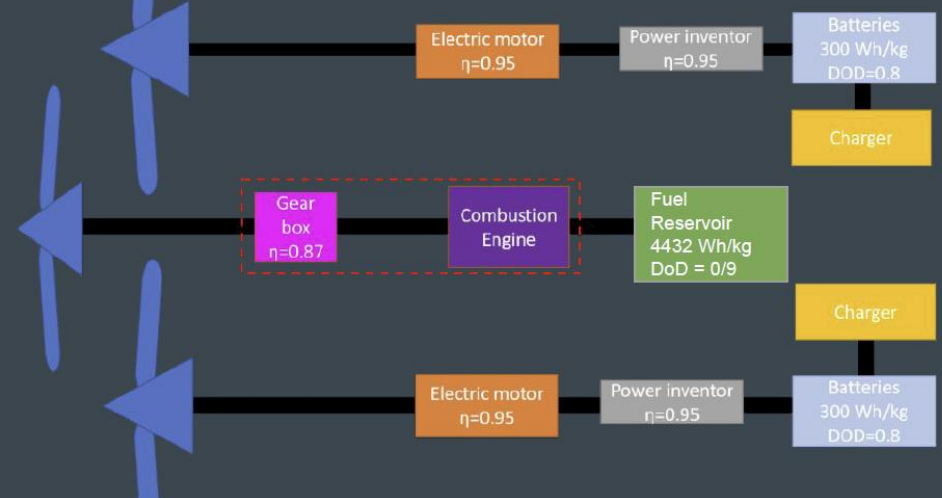 Electric motor
η=0.95
Power inventor
η=0.95
Batteries
300 Wh/kg
DOD=0.8
Charger
Gear
box
η=0.87
Combustion
Engine
Fuel
Reservoir
4432 Wh/kg
DoD = 0/9
Charger
Electric motor
η=0.95
Power inventor
η=0.95
Batteries
300 Wh/kg
DOD=0.8